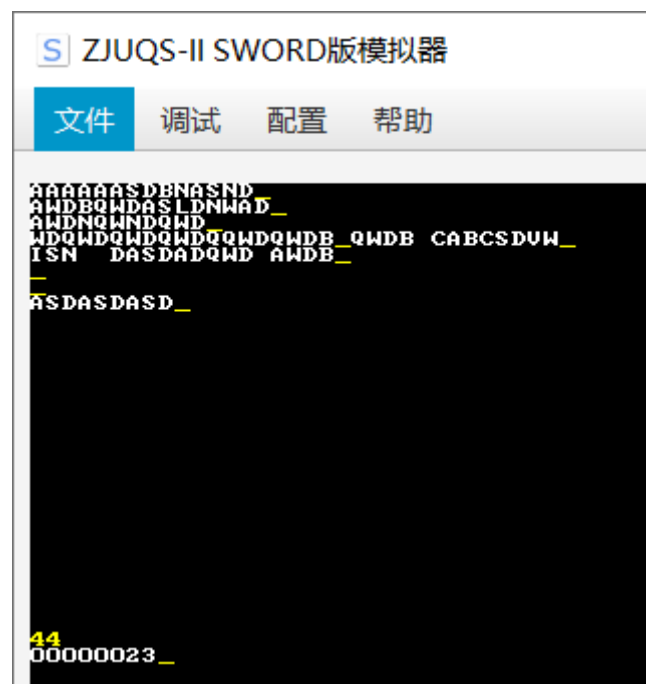 S ZJUQS-II SWORD版模拟器
文件 调试 配置 帮助
AAAAAASDBNASND_
AWDBQWDASLDNWAD_
AWDNQWNDQWD_
WDQWDQWDQWDQQWDQWDB_QWDB CABCSDVW_
ISN  DASDADQWD AWDB_
_
_
ASDASDASD_
44
00000023_